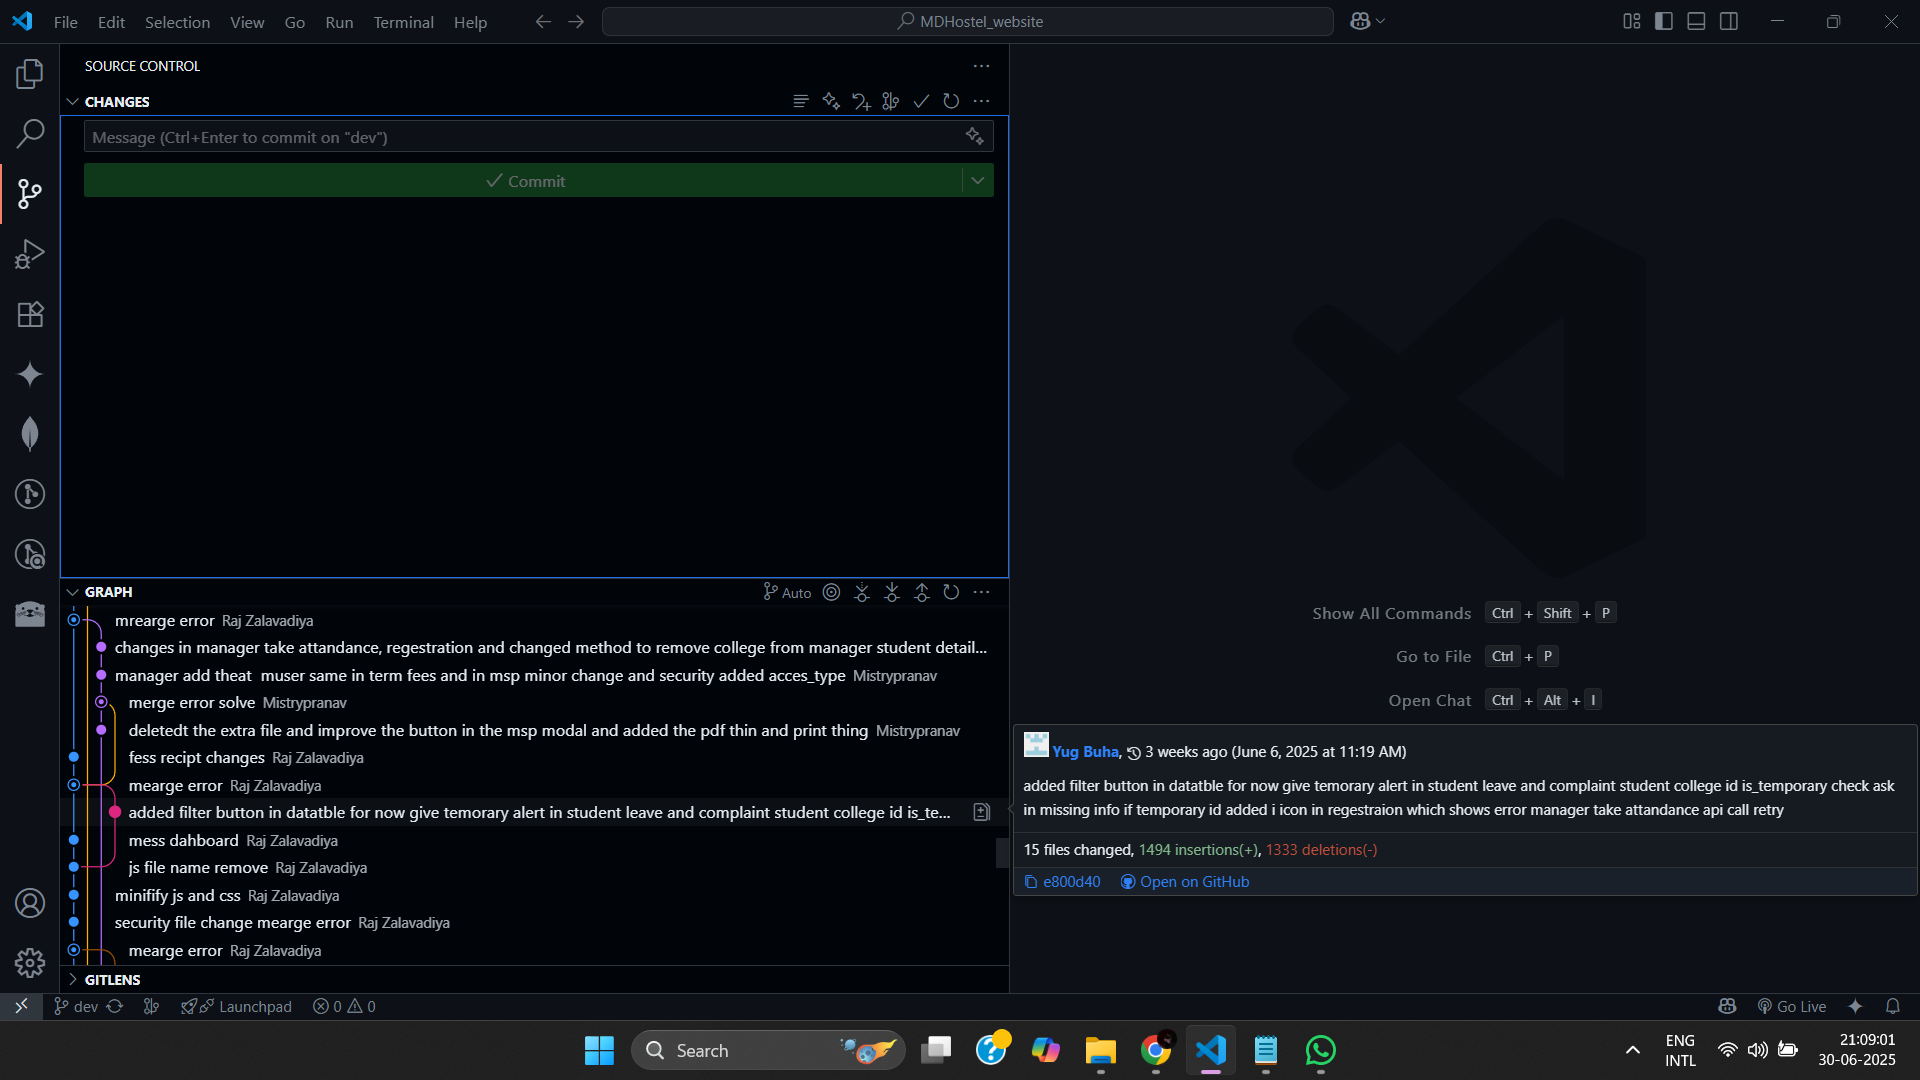 File Edit Selection View Go Run Terminal Help
MDHostel_website
SOURCE CONTROL
CHANGES
Message (Ctrl+Enter to commit on "dev")
Commit
Show All Commands Ctrl + Shift + P
Go to File Ctrl + P
Open Chat Ctrl + Alt + I
GRAPH
Auto
mrearge error Raj Zalavadiya
changes in manager take attandance, regestration and changed method to remove college from manager student detail...
manager add theat muser same in term fees and in msp minor change and security added acces_type Mistrypranav
merge error solve Mistrypranav
deletedt the extra file and improve the button in the msp modal and added the pdf thin and print thing Mistrypranav
fess recipt changes Raj Zalavadiya
mearge error Raj Zalavadiya
added filter button in datatble for now give temorary alert in student leave and complaint student college id is_te...
mess dahboard Raj Zalavadiya
js file name remove Raj Zalavadiya
minifify js and css Raj Zalavadiya
security file change mearge error Raj Zalavadiya
mearge error Raj Zalavadiya
Yug Buha, 3 weeks ago (June 6, 2025 at 11:19 AM)
added filter button in datatble for now give temorary alert in student leave and complaint student college id is_temporary check ask
in missing info if temporary id added i icon in regestraion which shows error manager take attandance api call retry
15 files changed, 1494 insertions(+), 1333 deletions(-)
e800d40 Open on GitHub
GITLENS
dev Launchpad 0 0
Go Live
Search
ENG
INTL
21:09:01
30-06-2025